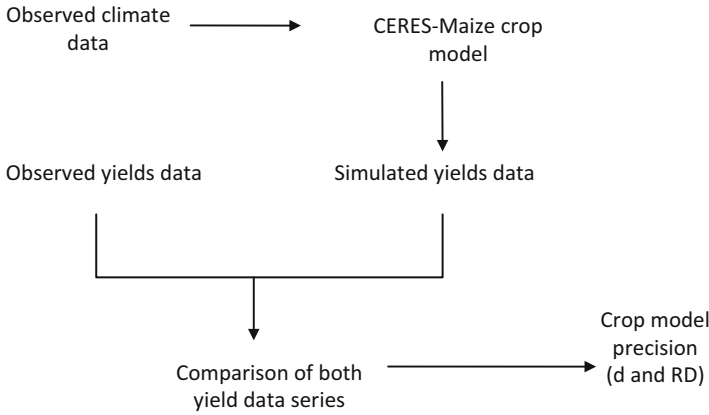 Observed climate
data
CERES-Maize crop
model
Observed yields data
Simulated yields data
Comparison of both
yield data series
Crop model
precision
(d and RD)